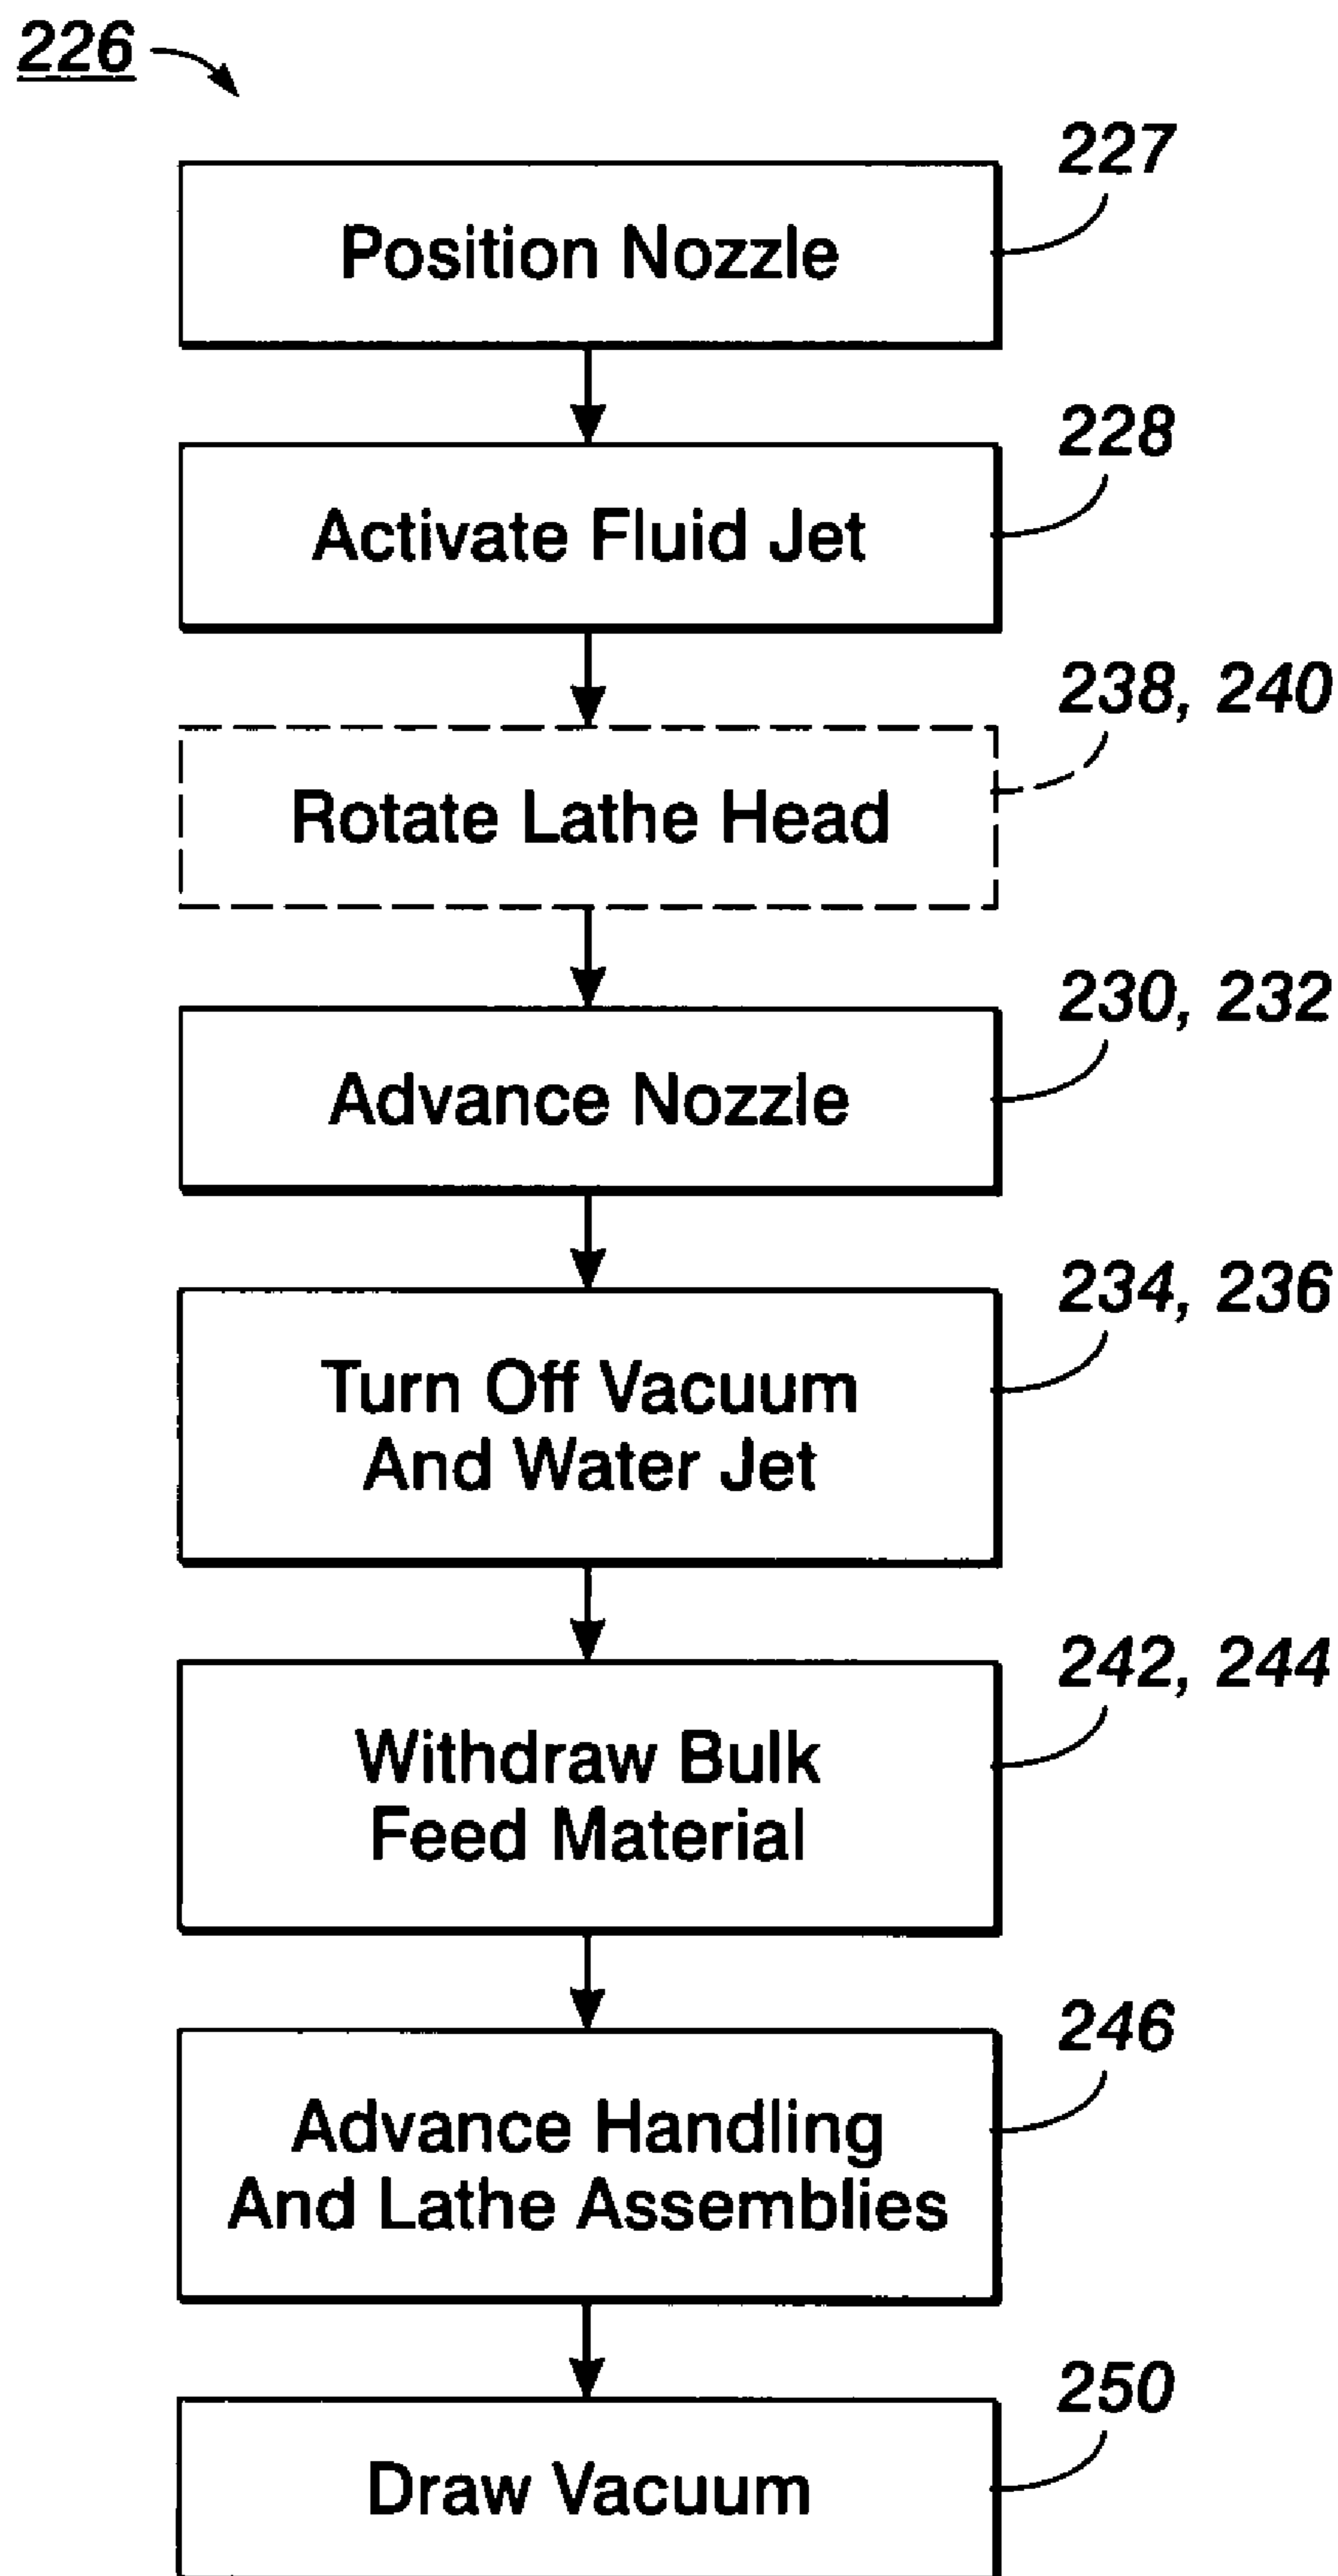 226
227
Position Nozzle
228
Activate Fluid Jet
238, 240
Rotate Lathe Head
230, 232
Advance Nozzle
234, 236
Turn Off Vacuum
And Water Jet
242, 244
Withdraw Bulk
Feed Material
246
Advance Handling
And Lathe Assemblies
250
Draw Vacuum